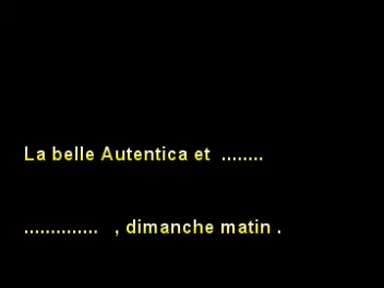 La belle Autentica et ........
.............. , dimanche matin .